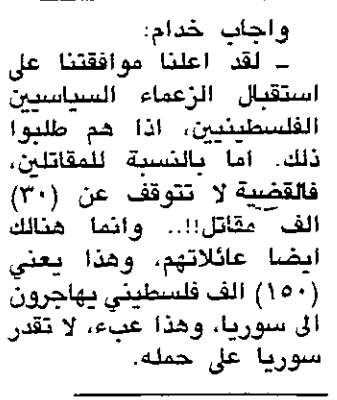 واجاب خدام:
– لقد اعلنا موافقتنا على
استقبال الزعماء السياسيين
الفلسطينيين، اذا هم طلبوا
ذلك. اما بالنسبة للمقاتلين،
فالقضية لا تتوقف عن (٣٠)
الف مقاتل!!.. وانما هنالك
ايضا عائلاتهم، وهذا يعني
(١٥٠) الف فلسطيني يهاجرون
الى سوريا، وهذا عبء، لا تقدر
سوريا على حمله.